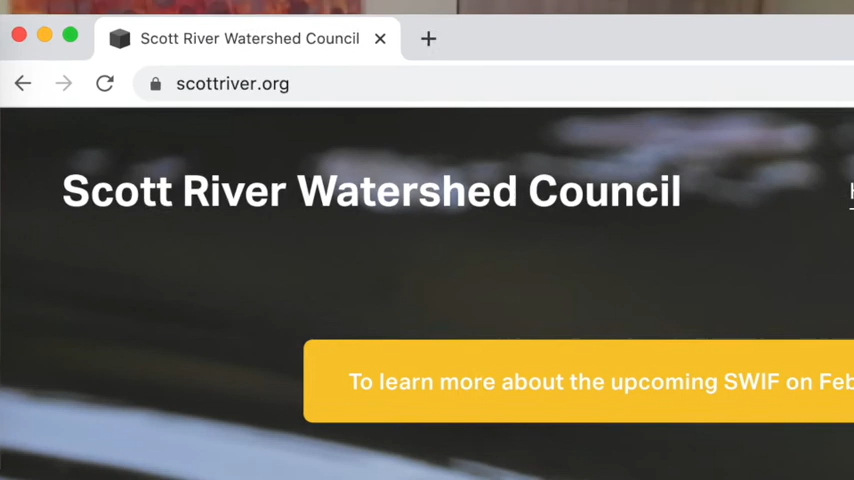 Scott River Watershed Council
scottriver.org
Scott River Watershed Council
To learn more about the upcoming SWIF on Feb